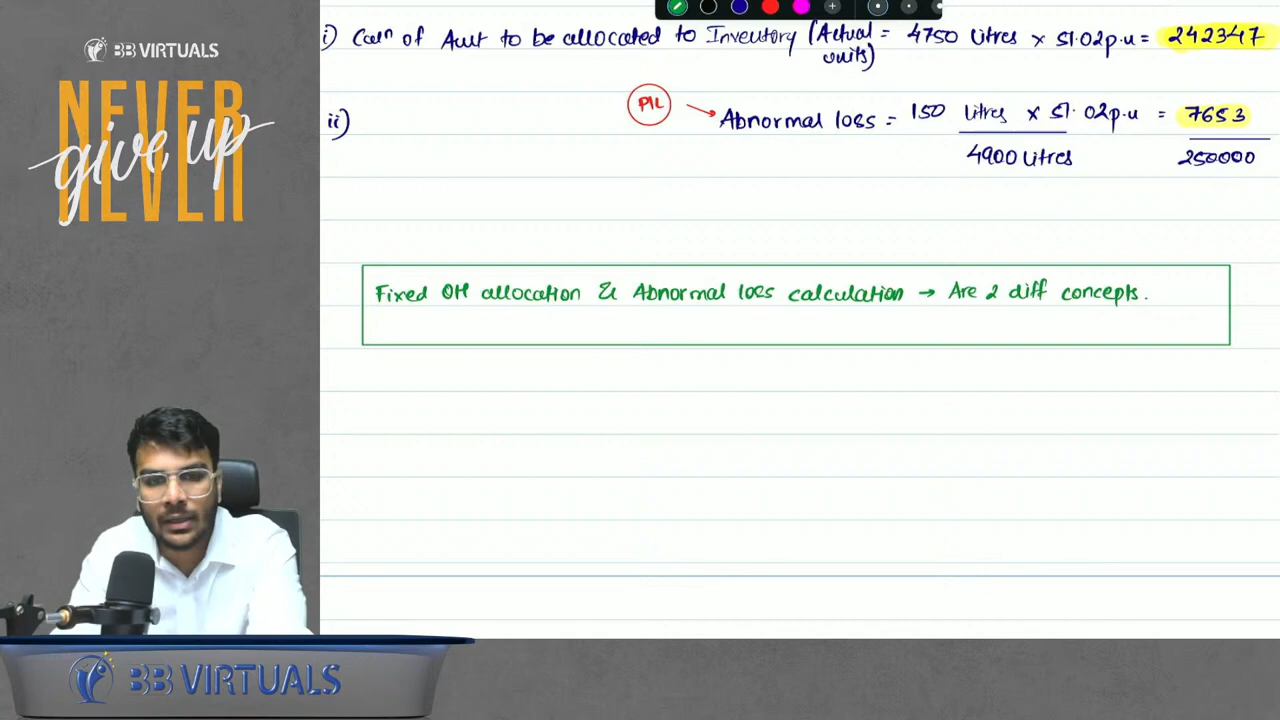 BB VIRTUALS
NEVER
give up
NEVER
i) Calⁿ of Amt to be allocated to Inventory (Actual units) = 4750 litres x 51.02p.u = 242347
ii) P/L → Abnormal loss = 150 litres x 51.02p.u = 7653
4900 litres 250000
Fixed OH allocation & Abnormal loss calculation → Are 2 diff concepts.
BB VIRTUALS